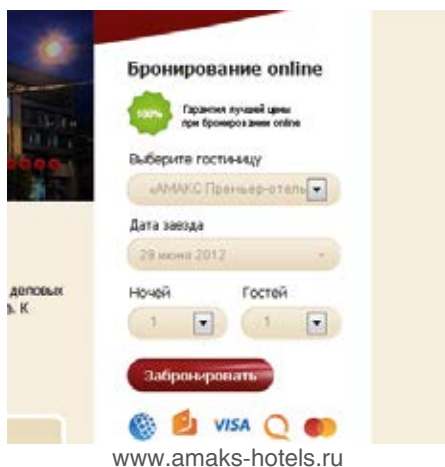 Бронирование online
100%
Гарантия лучшей цены
при бронировании online
Выберите гостиницу
«АМАКС Премьер-отель
Дата заезда
29 июня 2012
деловых
К
Ночей Гостей
1 1
Забронировать
VISA
www.amaks-hotels.ru